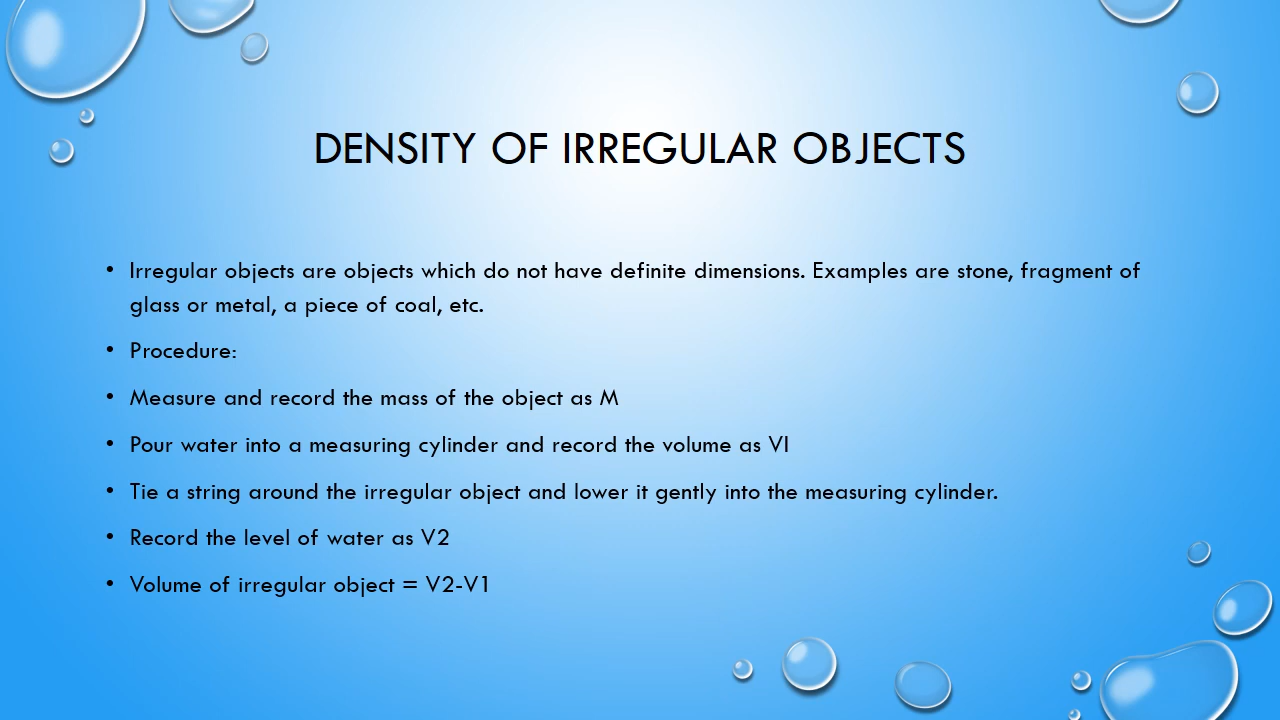 DENSITY OF IRREGULAR OBJECTS
• Irregular objects are objects which do not have definite dimensions. Examples are stone, fragment of
glass or metal, a piece of coal, etc.
• Procedure:
• Measure and record the mass of the object as M
• Pour water into a measuring cylinder and record the volume as VI
• Tie a string around the irregular object and lower it gently into the measuring cylinder.
• Record the level of water as V2
• Volume of irregular object = V2-V1